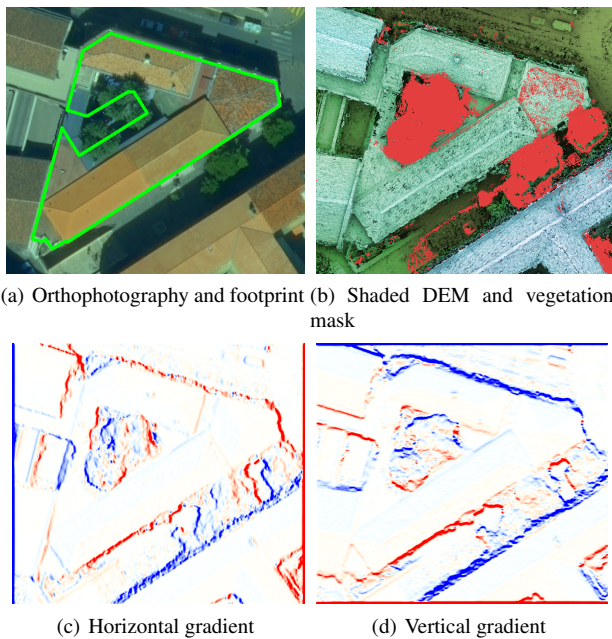 (a) Orthophotography and footprint
(b) Shaded DEM and vegetation
mask
(c) Horizontal gradient
(d) Vertical gradient